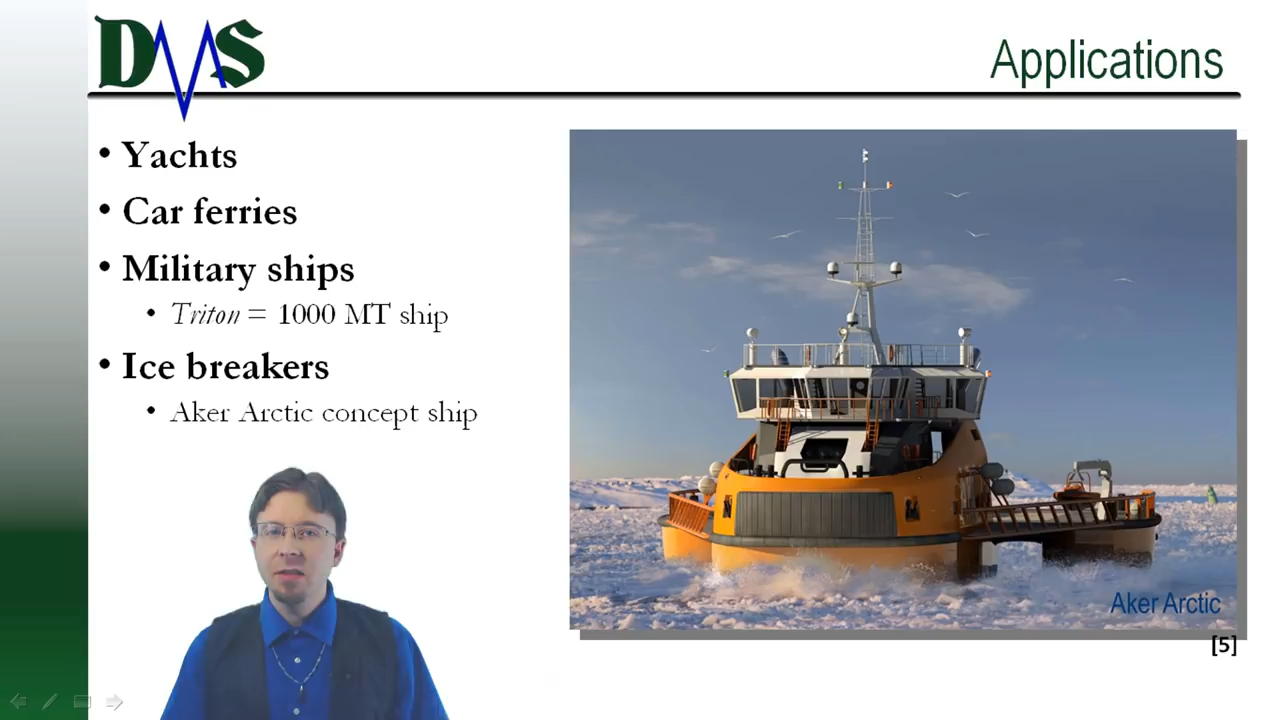 DMS
Applications
• Yachts
• Car ferries
• Military ships
• Triton = 1000 MT ship
• Ice breakers
• Aker Arctic concept ship
Aker Arctic
[5]